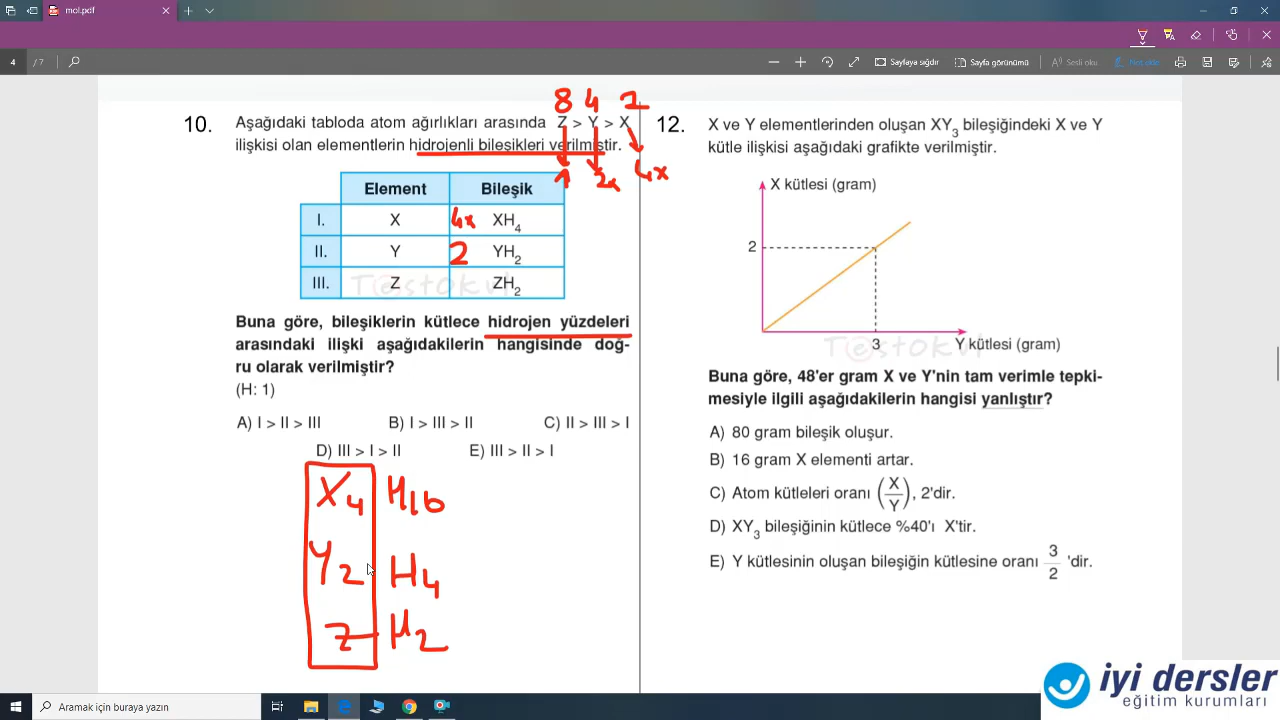 mol.pdf
4 /7
Sayfaya sığdır
Sayfa görünümü
Sesli oku
Not ekle
8 4 2
10. Aşağıdaki tabloda atom ağırlıkları arasında Z > Y > X
ilişkisi olan elementlerin hidrojenli bileşikleri verilmiştir.
1 2x 4x
Element Bileşik
I. X 4x XH4
II. Y 2 YH2
III. Z ZH2
T@stokul
Buna göre, bileşiklerin kütlece hidrojen yüzdeleri
arasındaki ilişki aşağıdakilerin hangisinde doğ-
ru olarak verilmiştir?
(H: 1)
A) I > II > III B) I > III > II C) II > III > I
D) III > I > II E) III > II > I
X4 H16
Y2 H4
Z H2
12. X ve Y elementlerinden oluşan XY3 bileşiğindeki X ve Y
kütle ilişkisi aşağıdaki grafikte verilmiştir.
X kütlesi (gram)
2
3 Y kütlesi (gram)
T@stokul
Buna göre, 48'er gram X ve Y'nin tam verimle tepki-
mesiyle ilgili aşağıdakilerin hangisi yanlıştır?
A) 80 gram bileşik oluşur.
B) 16 gram X elementi artar.
C) Atom kütleleri oranı (X/Y), 2'dir.
D) XY3 bileşiğinin kütlece %40'ı X'tir.
E) Y kütlesinin oluşan bileşiğin kütlesine oranı 3/2 'dir.
iyi dersler
eğitim kurumları
Aramak için buraya yazın